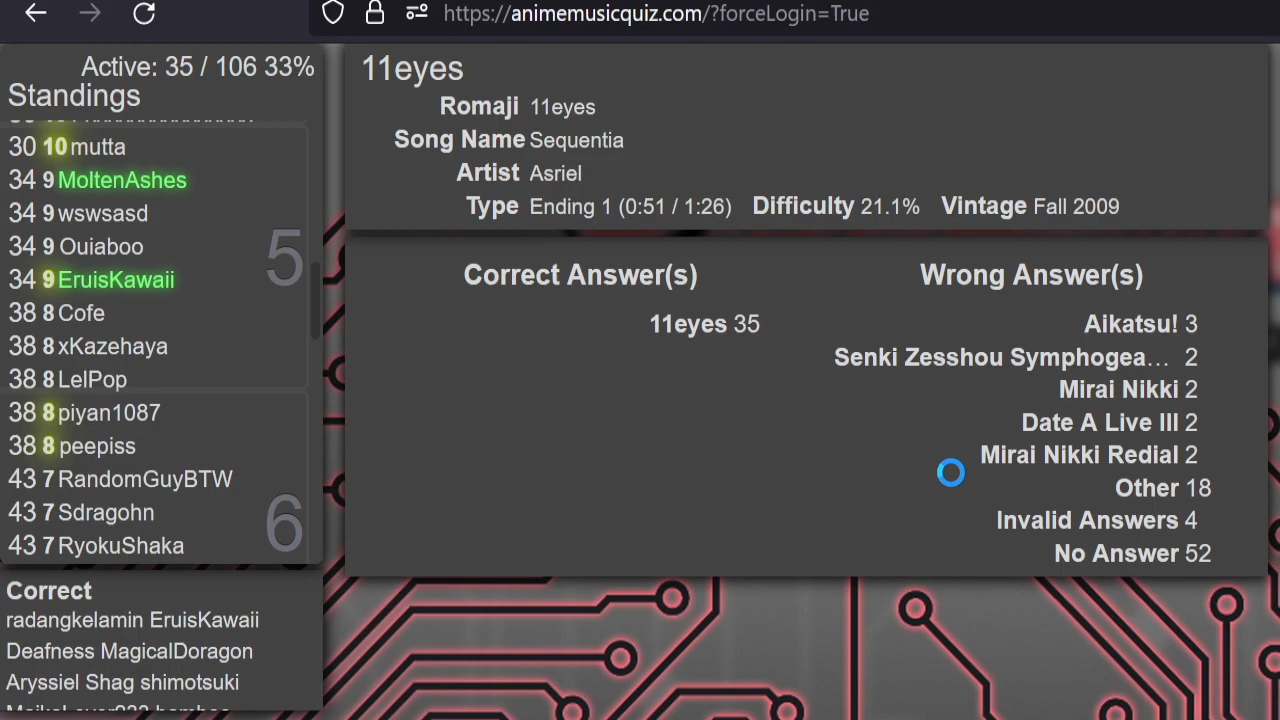 https://animemusicquiz.com/?forceLogin=True
Active: 35 / 106 33%
Standings
30 10 mutta
34 9 MoltenAshes
34 9 wswsasd
34 9 Ouiaboo
34 9 EruisKawaii
5
38 8 Cofe
38 8 xKazehaya
38 8 LelPop
38 8 piyan1087
38 8 peepiss
43 7 RandomGuyBTW
43 7 Sdragohn
43 7 RyokuShaka
6
Correct
radangkelamin EruisKawaii
Deafness MagicalDoragon
Aryssiel Shag shimotsuki
11eyes
Romaji 11eyes
Song Name Sequentia
Artist Asriel
Type Ending 1 (0:51 / 1:26) Difficulty 21.1% Vintage Fall 2009
Correct Answer(s)
11eyes 35
Wrong Answer(s)
Aikatsu! 3
Senki Zesshou Symphogea... 2
Mirai Nikki 2
Date A Live III 2
Mirai Nikki Redial 2
Other 18
Invalid Answers 4
No Answer 52